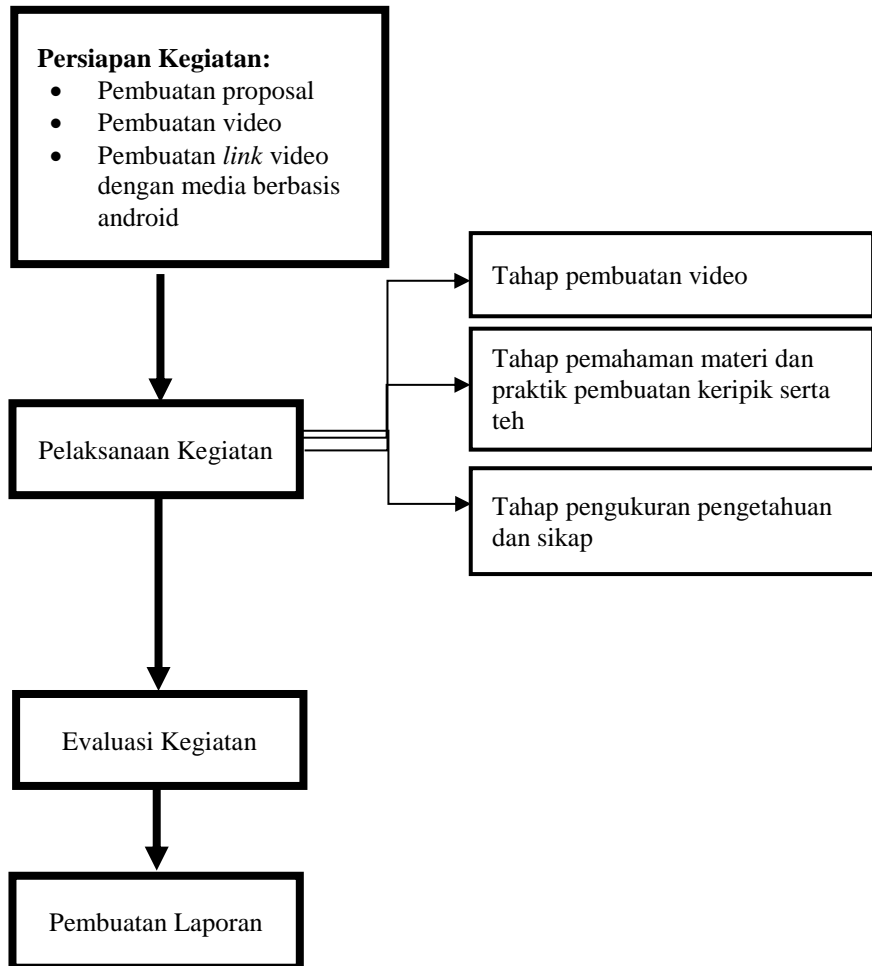 Persiapan Kegiatan:
• Pembuatan proposal
• Pembuatan video
• Pembuatan link video
dengan media berbasis
android
Tahap pembuatan video
Tahap pemahaman materi dan
praktik pembuatan keripik serta
teh
Pelaksanaan Kegiatan
Tahap pengukuran pengetahuan
dan sikap
Evaluasi Kegiatan
Pembuatan Laporan